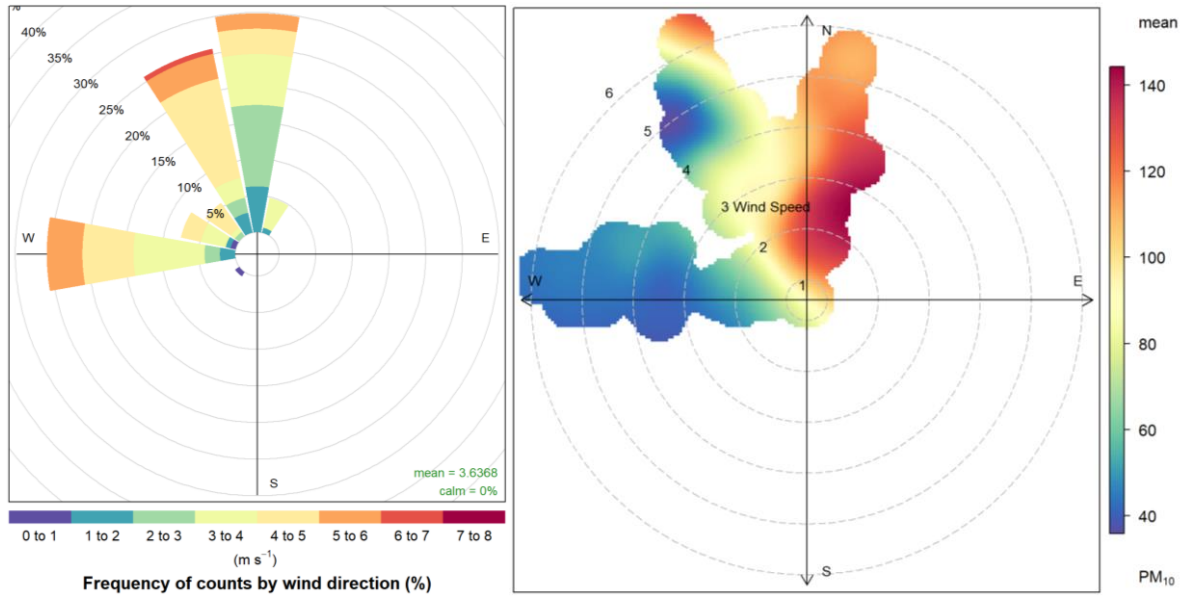 %
40%
35%
30%
25%
20%
15%
10%
5%
W
E
S
mean = 3.6368
calm = 0%
0 to 1 1 to 2 2 to 3 3 to 4 4 to 5 5 to 6 6 to 7 7 to 8
(m s⁻¹)
Frequency of counts by wind direction (%)
N
6
5
4
3 Wind Speed
2
1
W
E
S
mean
140
120
100
80
60
40
PM₁₀